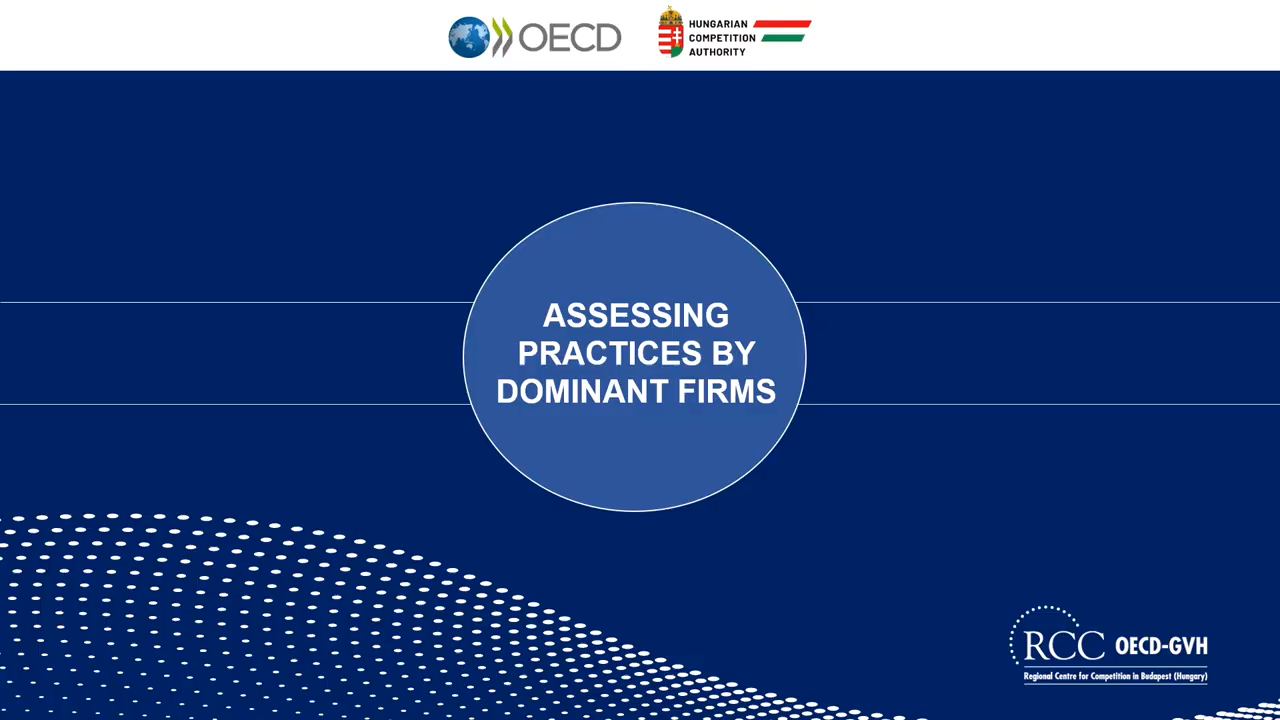 OECD
HUNGARIAN
COMPETITION
AUTHORITY
ASSESSING
PRACTICES BY
DOMINANT FIRMS
RCC OECD-GVH
Regional Centre for Competition in Budapest (Hungary)